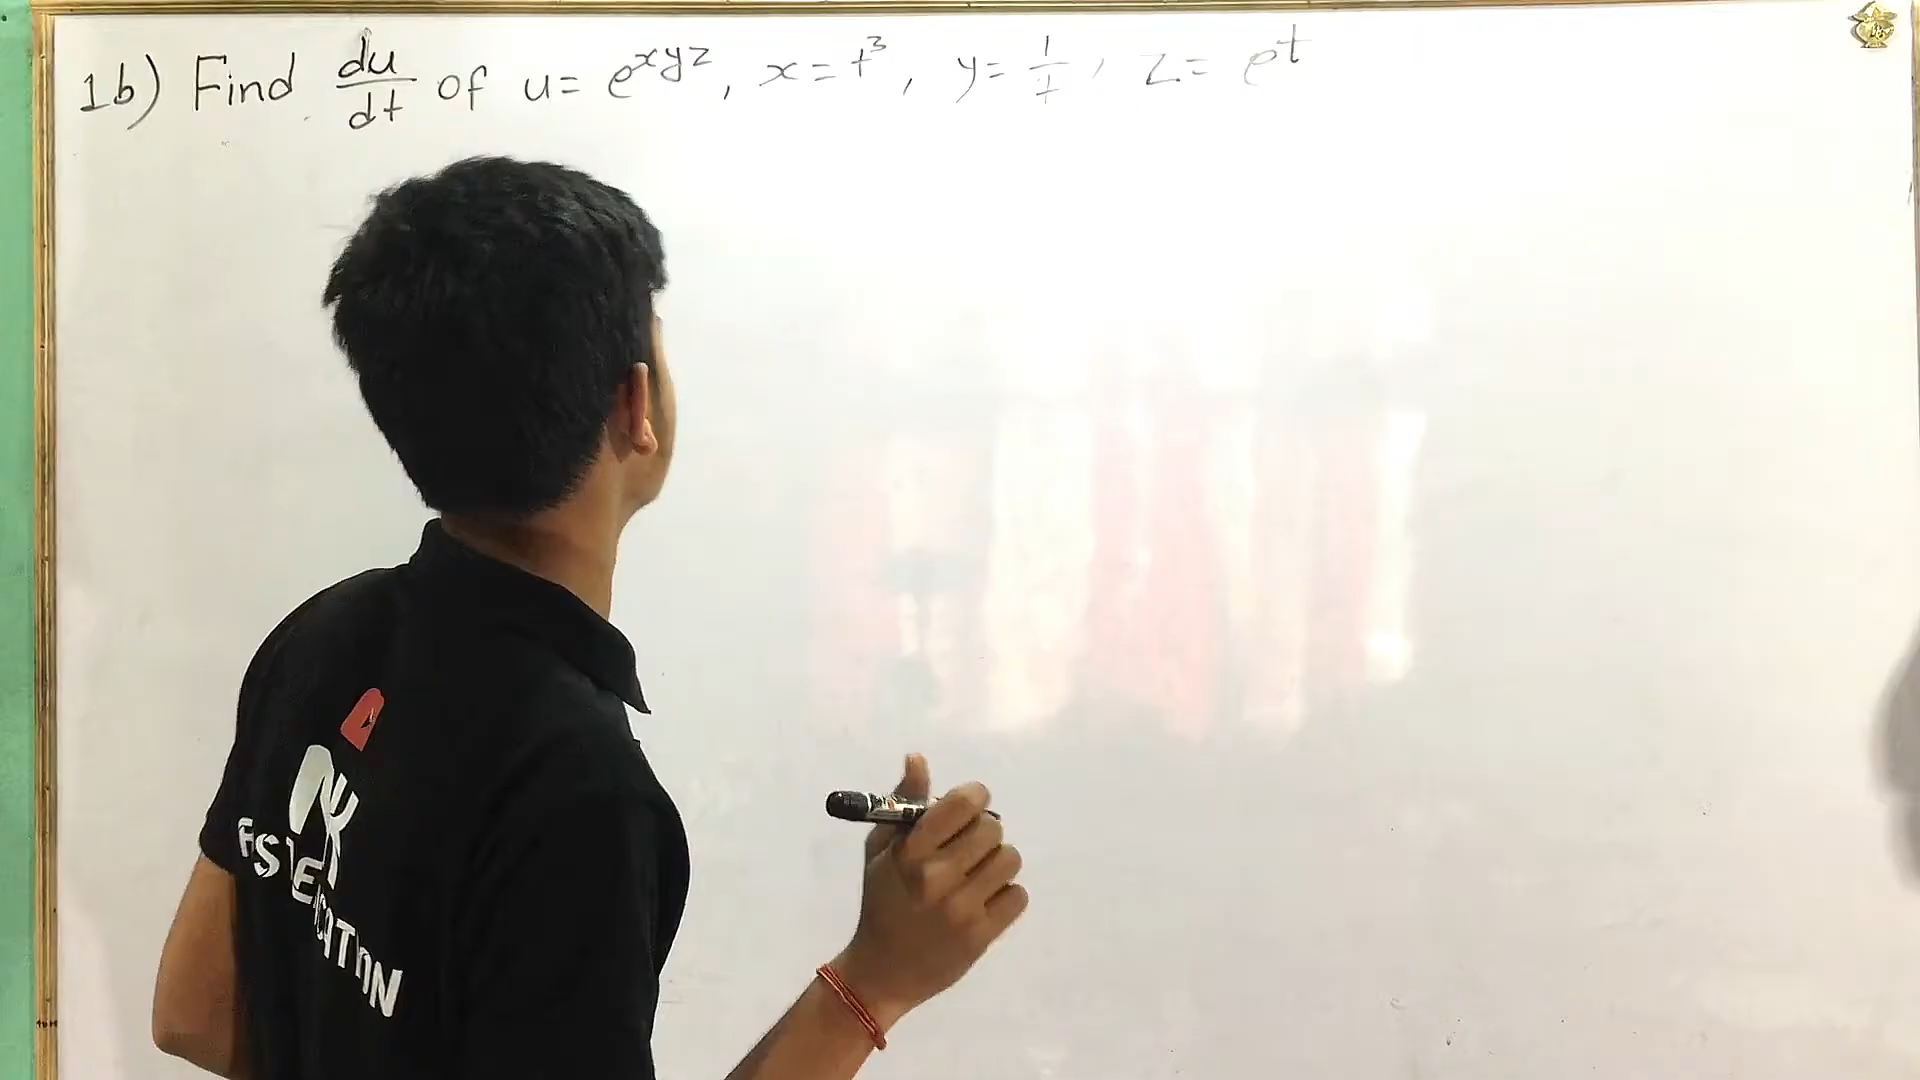 1b) Find du/dt of u = e^xyz, x = t^3, y = 1/t, z = e^t